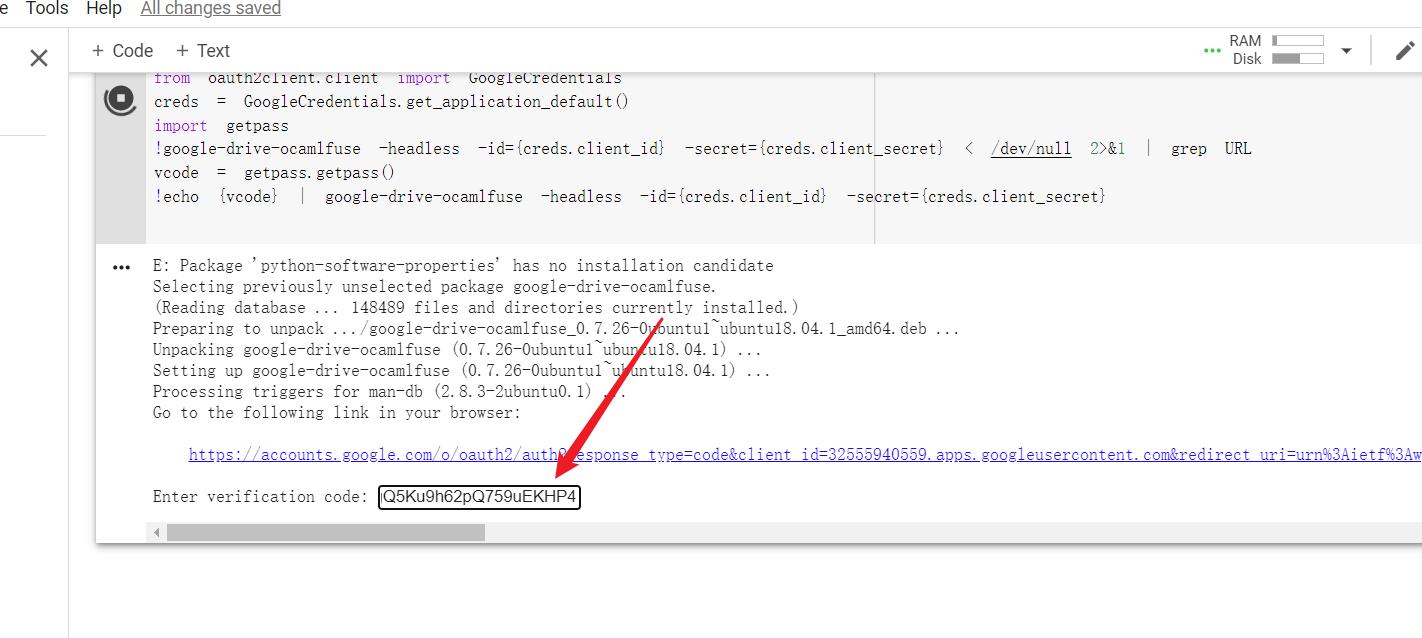 Tools Help All changes saved
+ Code + Text
RAM
Disk
from oauth2client.client import GoogleCredentials
creds = GoogleCredentials.get_application_default()
import getpass
!google-drive-ocamlfuse -headless -id={creds.client_id} -secret={creds.client_secret} < /dev/null 2>&1 | grep URL
vcode = getpass.getpass()
!echo {vcode} | google-drive-ocamlfuse -headless -id={creds.client_id} -secret={creds.client_secret}
E: Package 'python-software-properties' has no installation candidate
Selecting previously unselected package google-drive-ocamlfuse.
(Reading database ... 148489 files and directories currently installed.)
Preparing to unpack .../google-drive-ocamlfuse_0.7.26-0ubuntu1~ubuntu18.04.1_amd64.deb ...
Unpacking google-drive-ocamlfuse (0.7.26-0ubuntu1~ubuntu18.04.1) ...
Setting up google-drive-ocamlfuse (0.7.26-0ubuntu1~ubuntu18.04.1) ...
Processing triggers for man-db (2.8.3-2ubuntu0.1) ...
Go to the following link in your browser:
https://accounts.google.com/o/oauth2/auth?response_type=code&client_id=32555940559.apps.googleusercontent.com&redirect_uri=urn%3Aietf%3Aw
Enter verification code: Q5Ku9h62pQ759uEKHP4